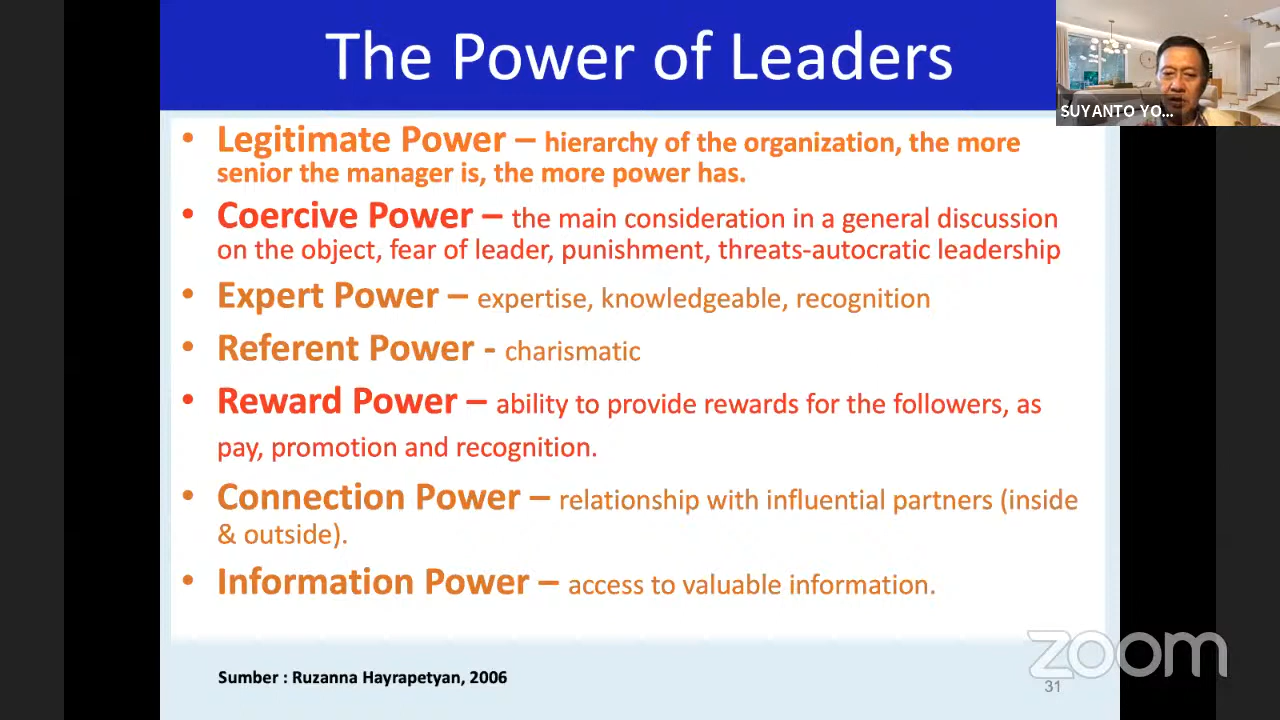 The Power of Leaders
SUYANTO YO...
• Legitimate Power – hierarchy of the organization, the more
senior the manager is, the more power has.
• Coercive Power – the main consideration in a general discussion
on the object, fear of leader, punishment, threats-autocratic leadership
• Expert Power – expertise, knowledgeable, recognition
• Referent Power - charismatic
• Reward Power – ability to provide rewards for the followers, as
pay, promotion and recognition.
• Connection Power – relationship with influential partners (inside
& outside).
• Information Power – access to valuable information.
zoom
Sumber : Ruzanna Hayrapetyan, 2006
31